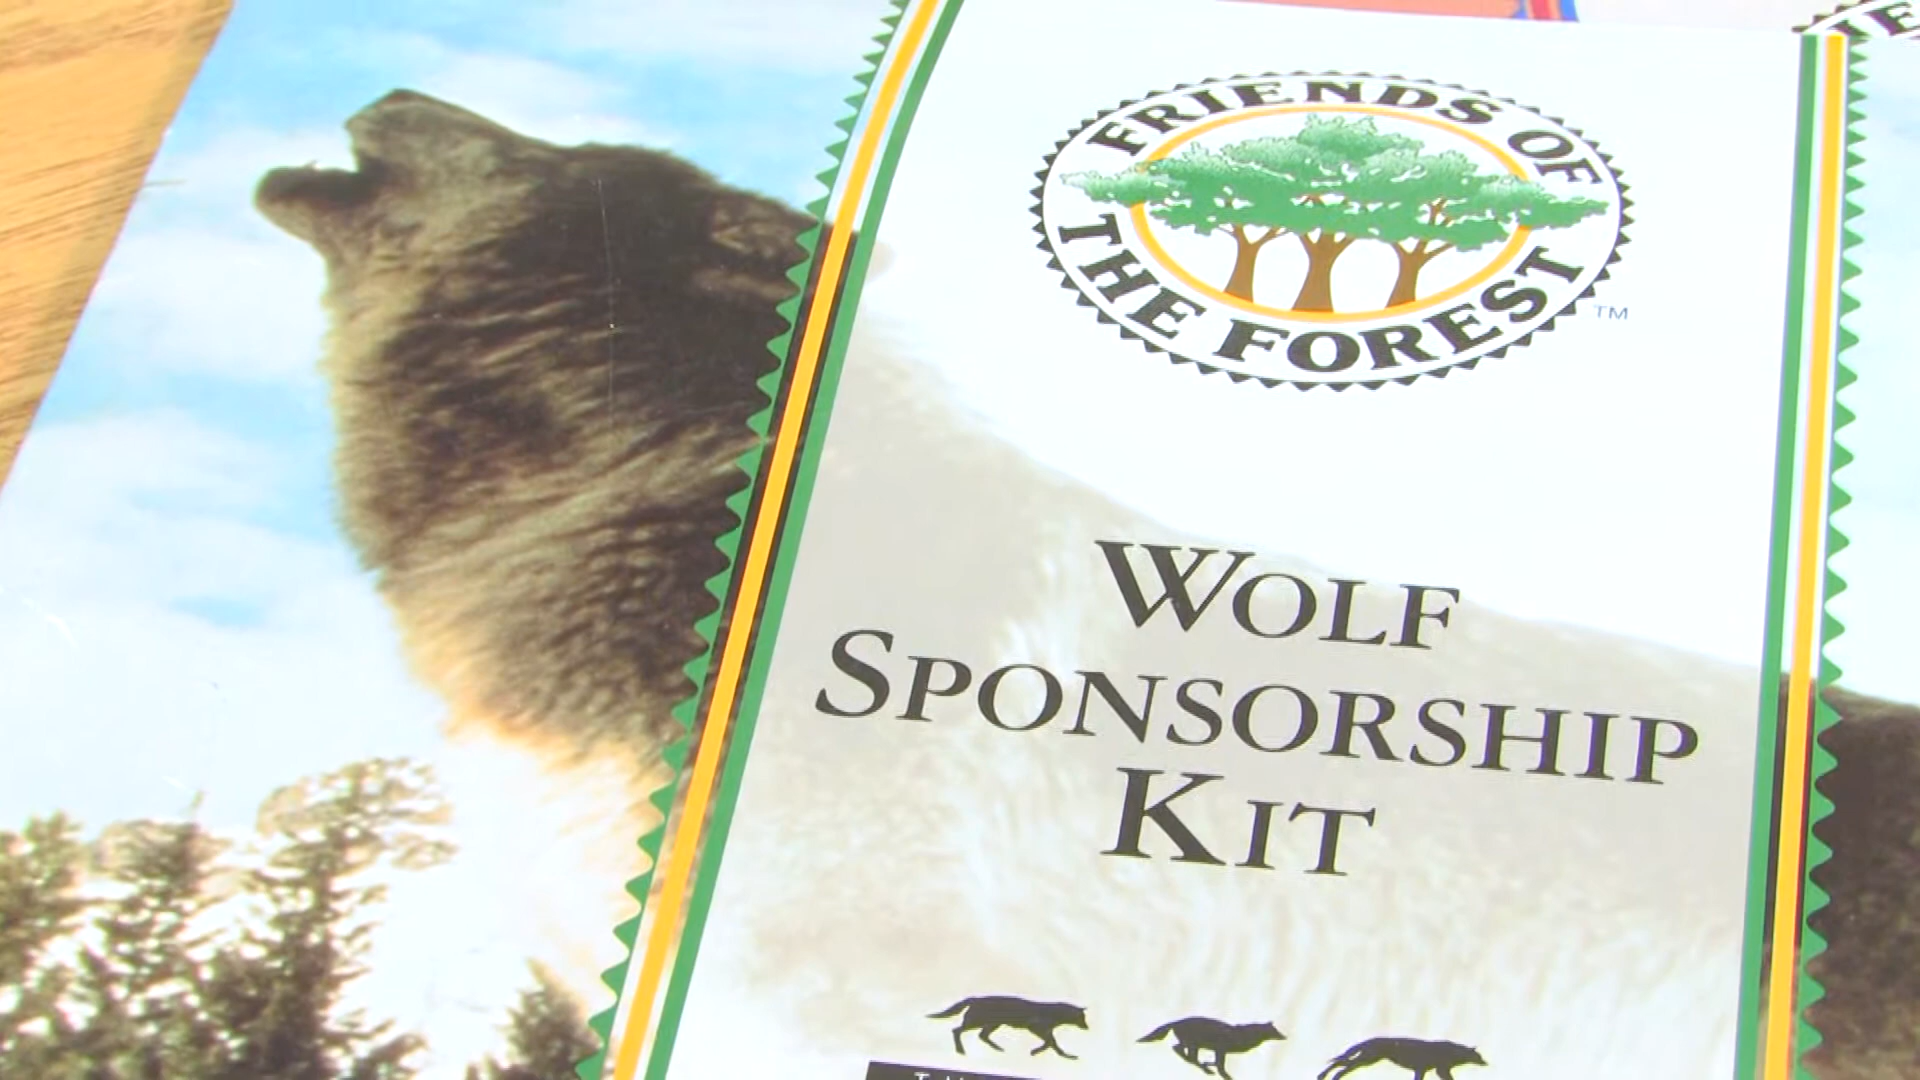 FRIENDS OF
THE FOREST
TM
WOLF
SPONSORSHIP
KIT